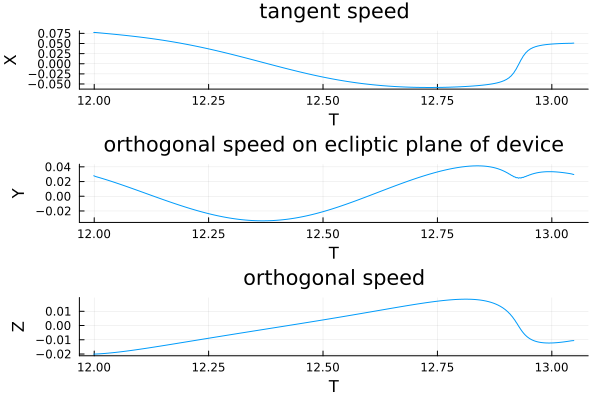 tangent speed
X
0.075
0.050
0.025
0.000
−0.025
−0.050
12.00 12.25 12.50 12.75 13.00
T
orthogonal speed on ecliptic plane of device
Y
0.04
0.02
0.00
−0.02
12.00 12.25 12.50 12.75 13.00
T
orthogonal speed
Z
0.01
0.00
−0.01
−0.02
12.00 12.25 12.50 12.75 13.00
T